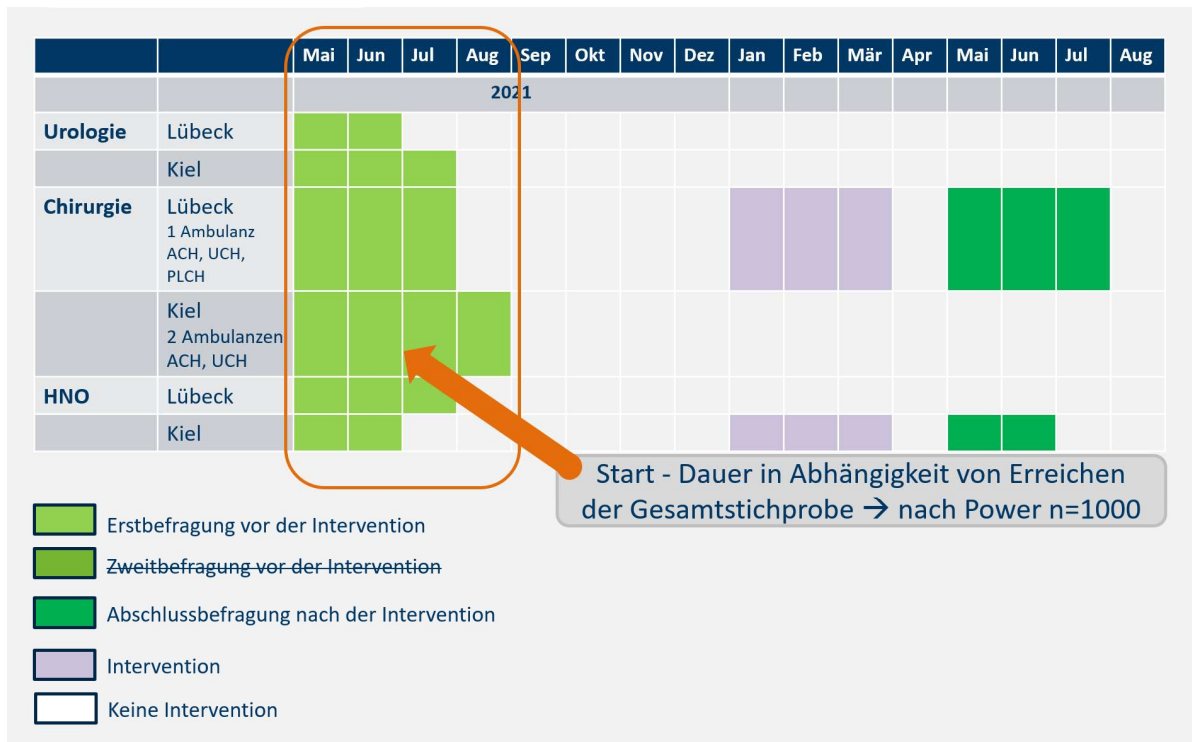 Mai Jun Jul Aug Sep Okt Nov Dez Jan Feb Mär Apr Mai Jun Jul Aug
2021
Urologie Lübeck
Kiel
Chirurgie Lübeck
1 Ambulanz
ACH, UCH,
PLCH
Kiel
2 Ambulanzen
ACH, UCH
HNO Lübeck
Kiel
Start - Dauer in Abhängigkeit von Erreichen
der Gesamtstichprobe → nach Power n=1000
Erstbefragung vor der Intervention
Zweitbefragung vor der Intervention
Abschlussbefragung nach der Intervention
Intervention
Keine Intervention